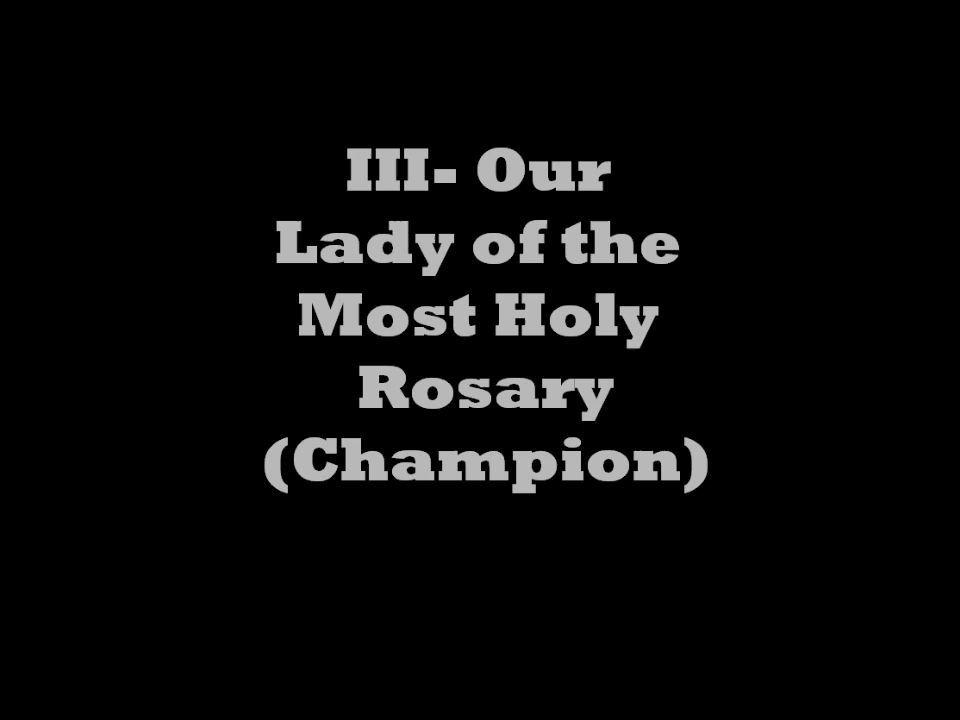 III- Our
Lady of the
Most Holy
Rosary
(Champion)